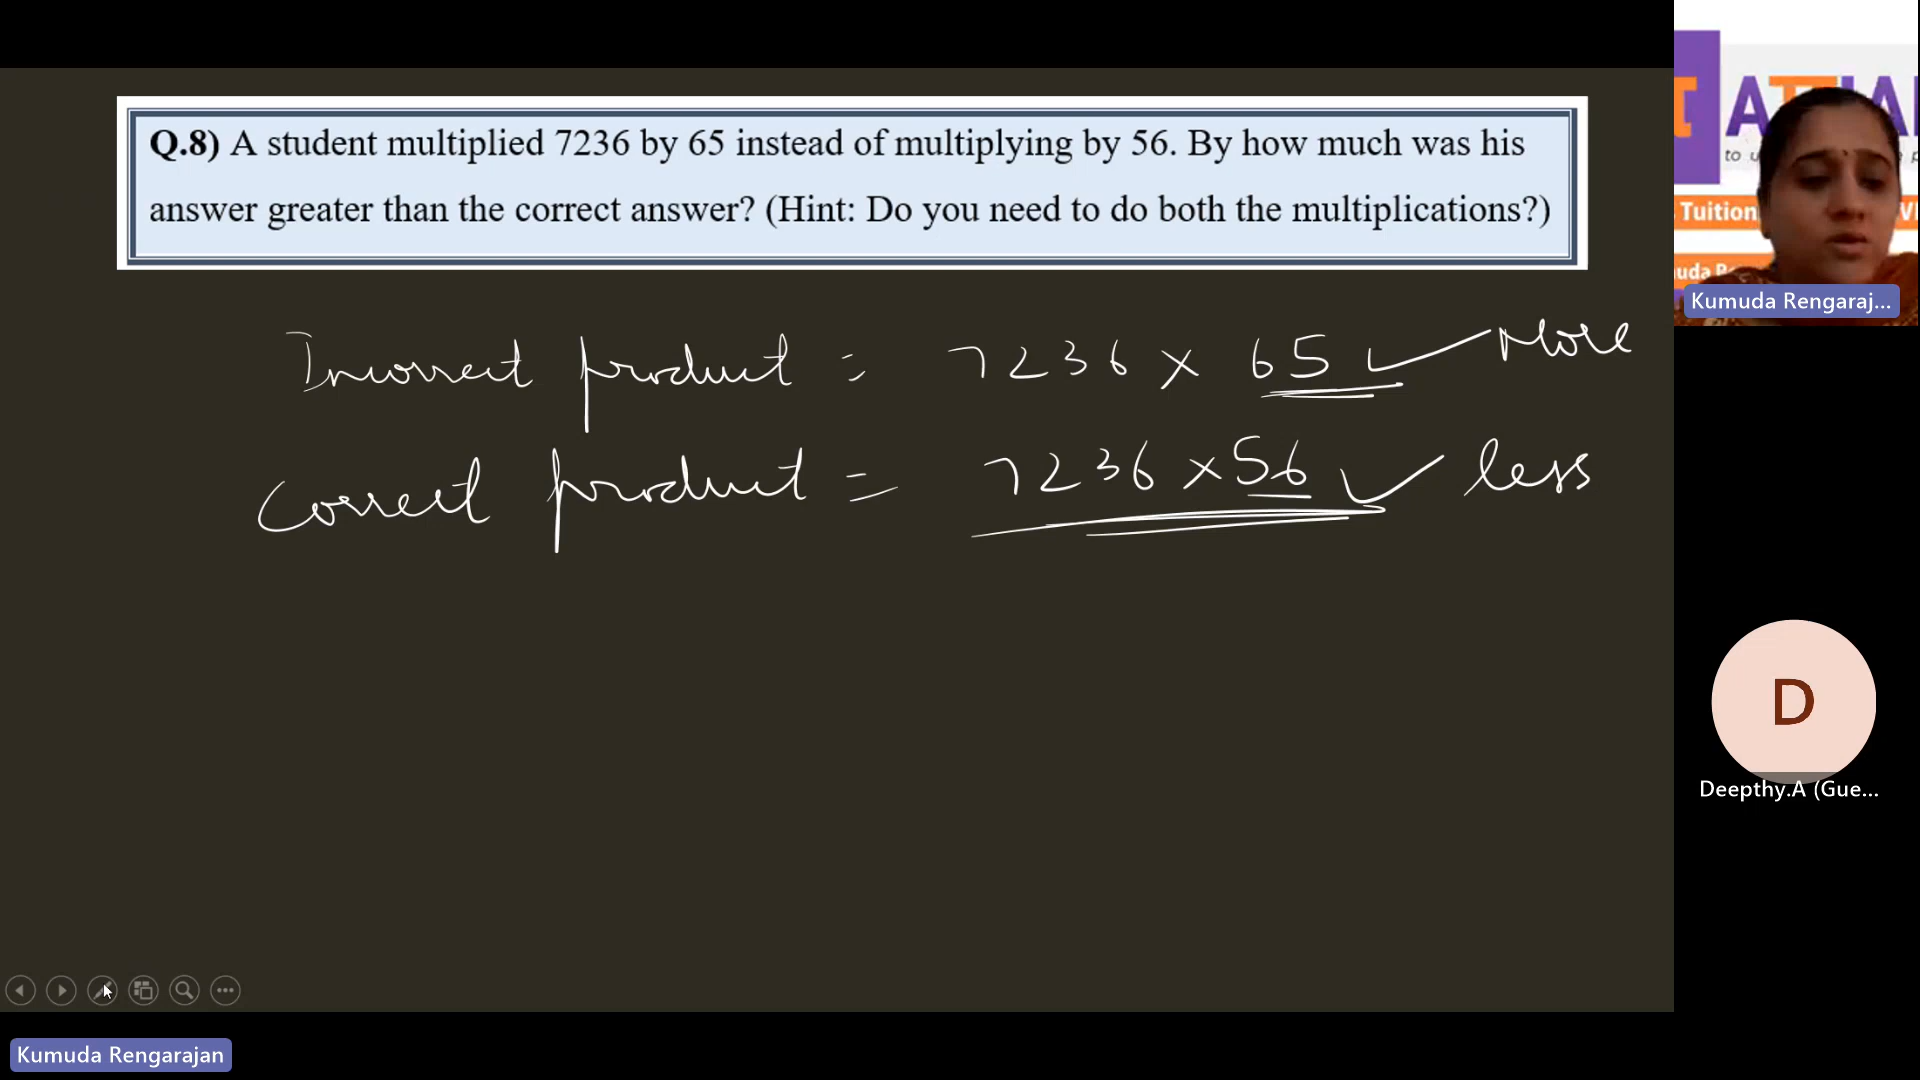 Q.8) A student multiplied 7236 by 65 instead of multiplying by 56. By how much was his
answer greater than the correct answer? (Hint: Do you need to do both the multiplications?)
Incorrect product = 7236 × 65 ✓ More
Correct product = 7236 × 56 ✓ less
to u
Tuition
Kumuda Rengaraj...
D
Deepthy.A (Gue...
Kumuda Rengarajan